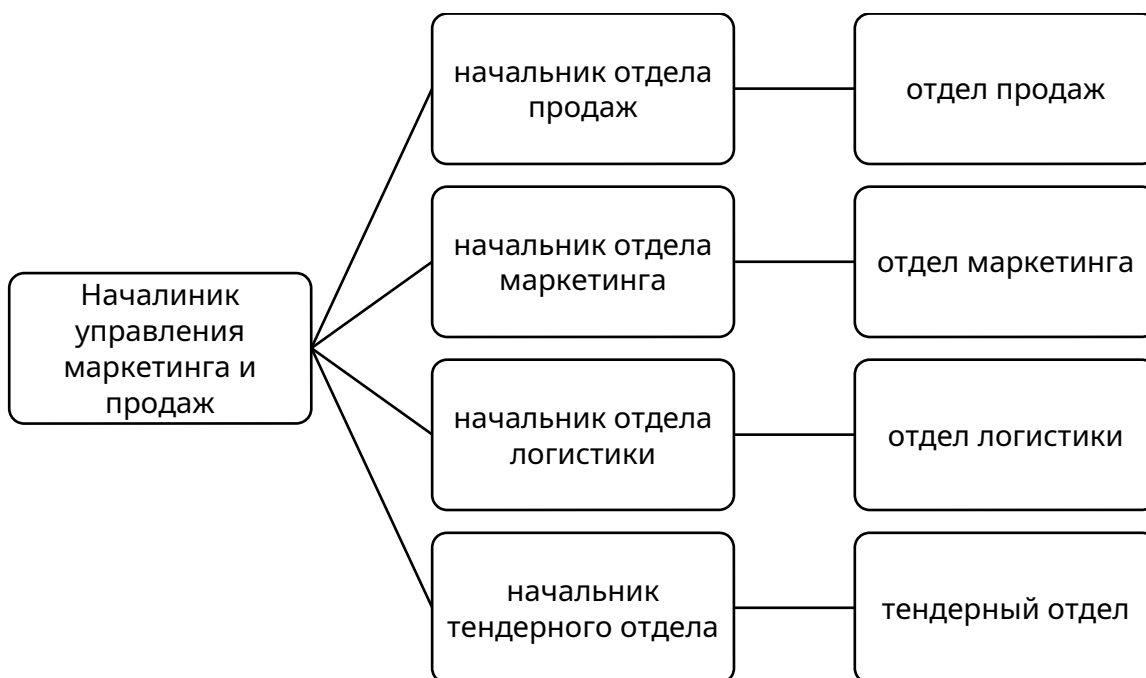 Началиник
управления
маркетинга и
продаж
начальник отдела
продаж
отдел продаж
начальник отдела
маркетинга
отдел маркетинга
начальник отдела
логистики
отдел логистики
начальник
тендерного отдела
тендерный отдел